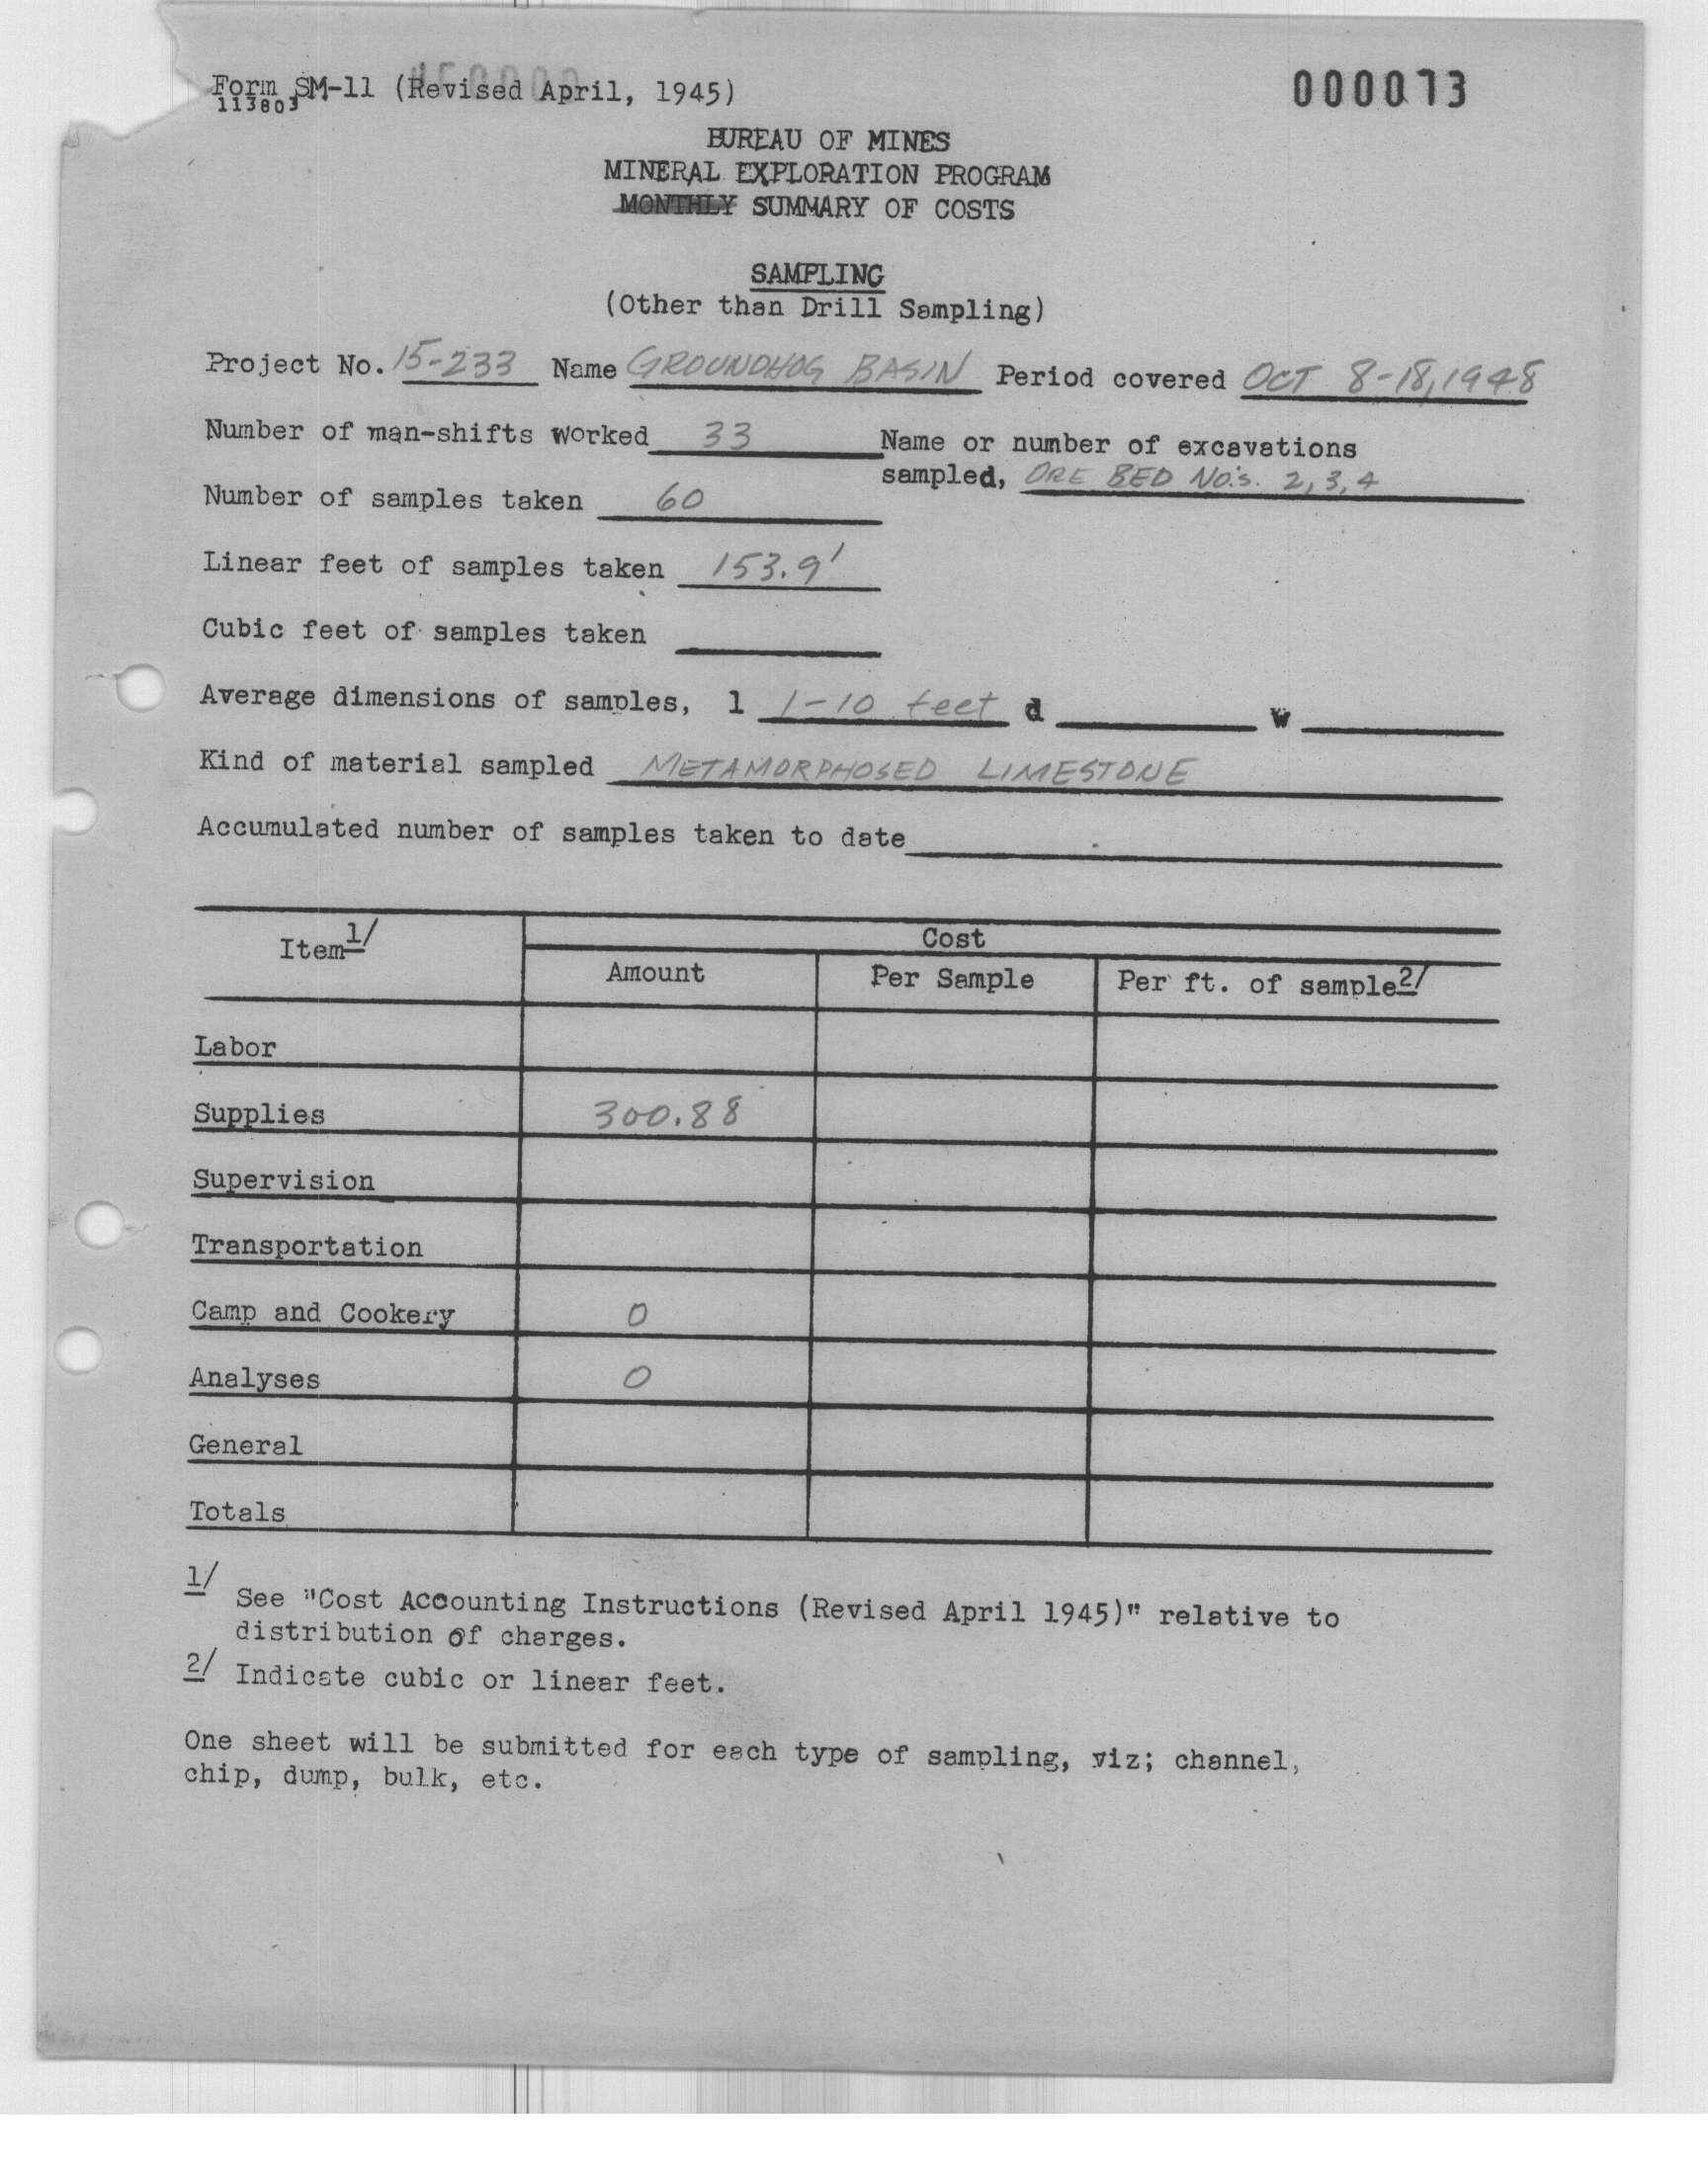 Form SM-11 (Revised April, 1945)
000013
113803
BUREAU OF MINES
MINERAL EXPLORATION PROGRAM
MONTHLY SUMMARY OF COSTS
SAMPLING
(Other than Drill Sampling)
Project No. 15-233 Name GROUNDHOG BASIN Period covered OCT 8-18, 1948
Number of man-shifts worked 33 Name or number of excavations
sampled, ORE BED No.'s. 2, 3, 4
Number of samples taken 60
Linear feet of samples taken 153.9'
Cubic feet of samples taken
Average dimensions of samples, l 1-10 feet d w
Kind of material sampled METAMORPHOSED LIMESTONE
Accumulated number of samples taken to date
Item 1/ Cost
Amount Per Sample Per ft. of sample 2/
Labor
Supplies 300.88
Supervision
Transportation
Camp and Cookery 0
Analyses 0
General
Totals
1/ See "Cost Accounting Instructions (Revised April 1945)" relative to
distribution of charges.
2/ Indicate cubic or linear feet.
One sheet will be submitted for each type of sampling, viz; channel,
chip, dump, bulk, etc.